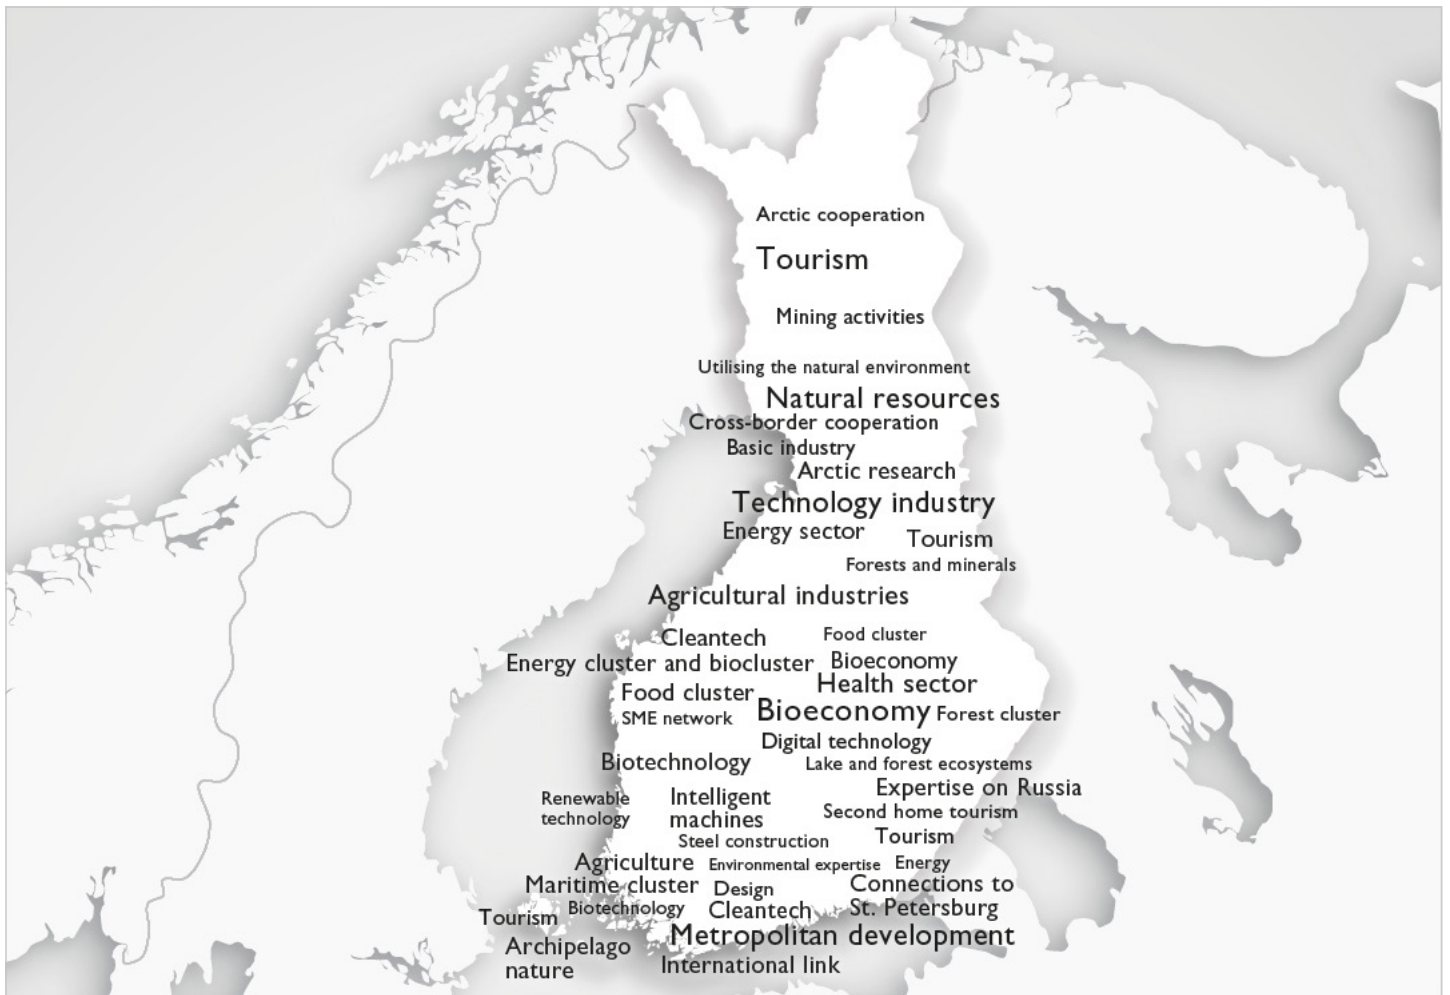 Arctic cooperation
Tourism
Mining activities
Utilising the natural environment
Natural resources
Cross-border cooperation
Basic industry
Arctic research
Technology industry
Energy sector
Tourism
Forests and minerals
Agricultural industries
Cleantech
Food cluster
Energy cluster and biocluster
Bioeconomy
Health sector
Food cluster
Bioeconomy
Forest cluster
SME network
Digital technology
Biotechnology
Lake and forest ecosystems
Expertise on Russia
Renewable
technology
Intelligent
machines
Second home tourism
Steel construction
Tourism
Agriculture
Environmental expertise
Energy
Maritime cluster
Design
Connections to
St. Petersburg
Biotechnology
Cleantech
Tourism
Metropolitan development
Archipelago
nature
International link